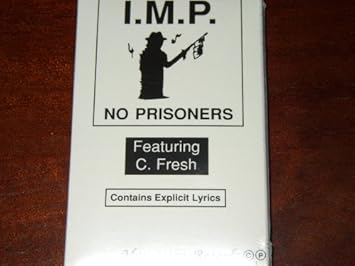 I.M.P.
NO PRISONERS
Featuring
C. Fresh
Contains Explicit Lyrics
© ℗